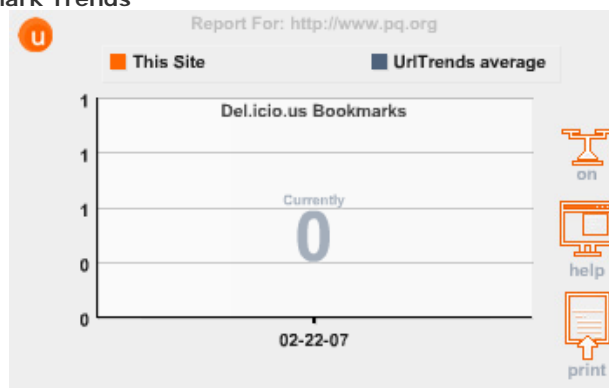 mark Trends
u
Report For: http://www.pq.org
This Site
UrlTrends average
Del.icio.us Bookmarks
1
1
1
0
0
Currently
0
02-22-07
on
help
print